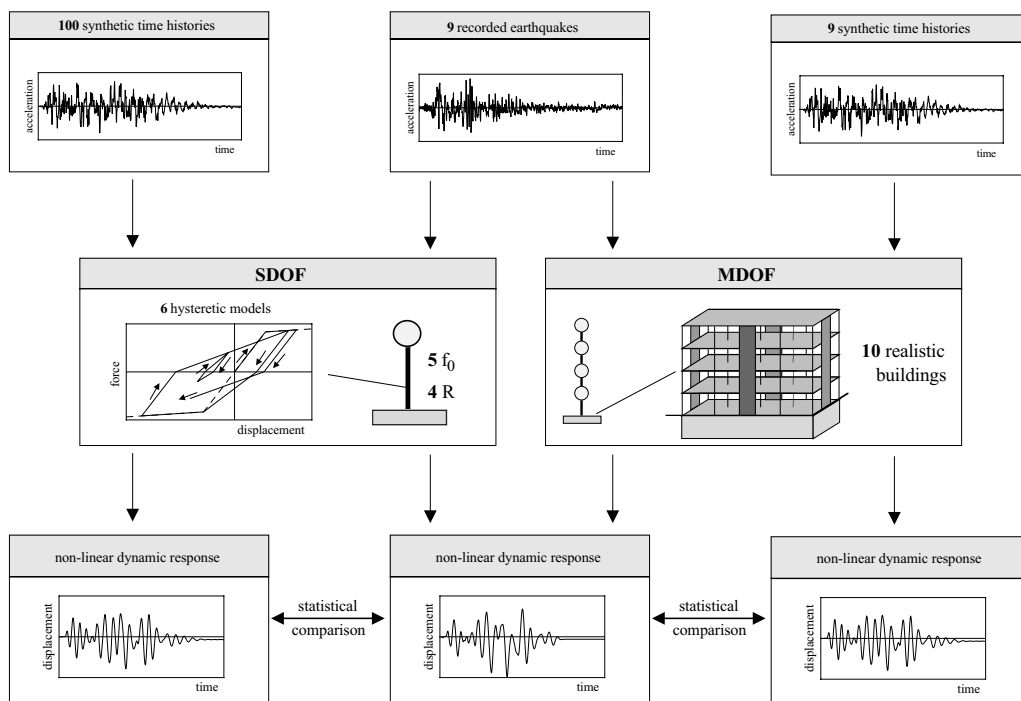 100 synthetic time histories
acceleration
time
9 recorded earthquakes
acceleration
time
9 synthetic time histories
acceleration
time
SDOF
6 hysteretic models
force
displacement
5 f0
4 R
MDOF
10 realistic
buildings
non-linear dynamic response
displacement
time
statistical
comparison
non-linear dynamic response
displacement
time
statistical
comparison
non-linear dynamic response
displacement
time